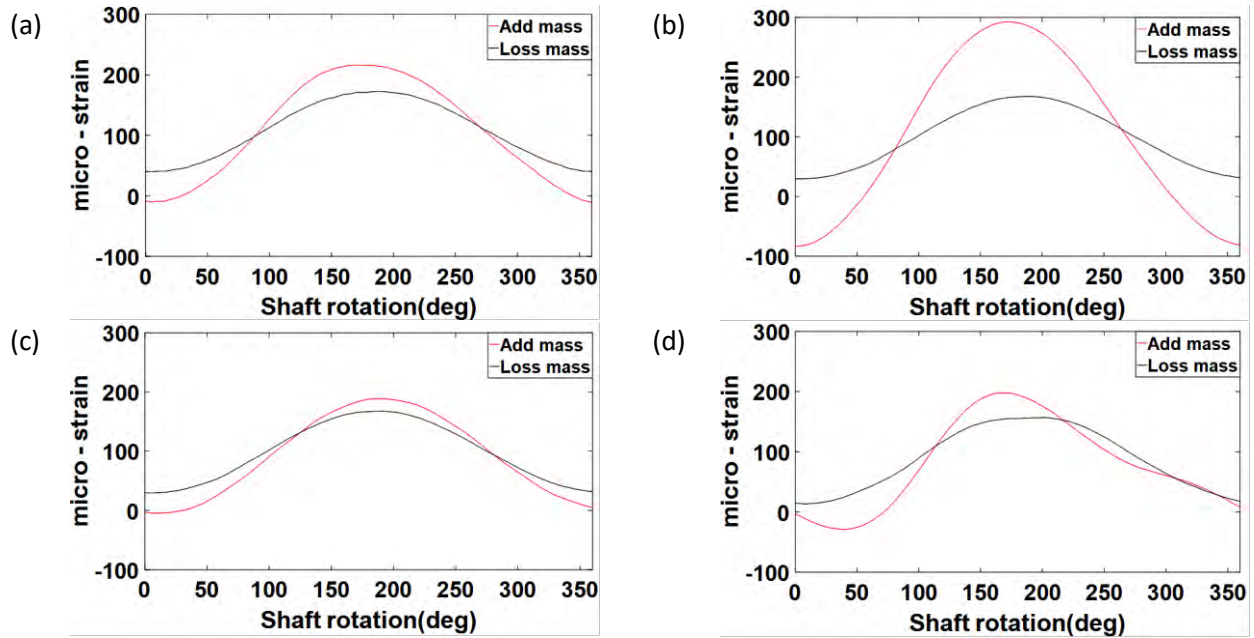 (a)
300
200
100
0
-100
micro - strain
Add mass
Loss mass
0 50 100 150 200 250 300 350
Shaft rotation(deg)
(b)
300
200
100
0
-100
micro - strain
Add mass
Loss mass
0 50 100 150 200 250 300 350
Shaft rotation(deg)
(c)
300
200
100
0
-100
micro - strain
Add mass
Loss mass
0 50 100 150 200 250 300 350
Shaft rotation(deg)
(d)
300
200
100
0
-100
micro - strain
Add mass
Loss mass
0 50 100 150 200 250 300 350
Shaft rotation(deg)